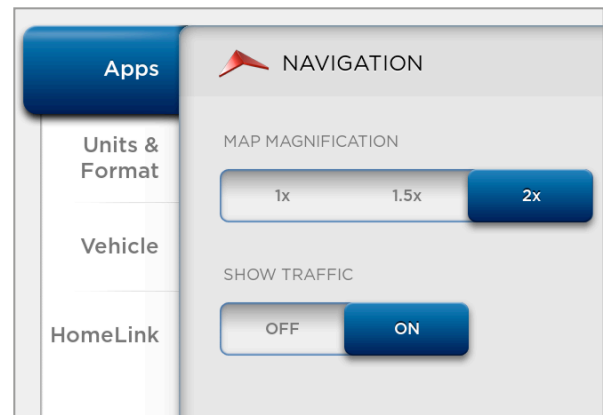 Apps
Units &
Format
Vehicle
HomeLink
NAVIGATION
MAP MAGNIFICATION
1x 1.5x 2x
SHOW TRAFFIC
OFF ON